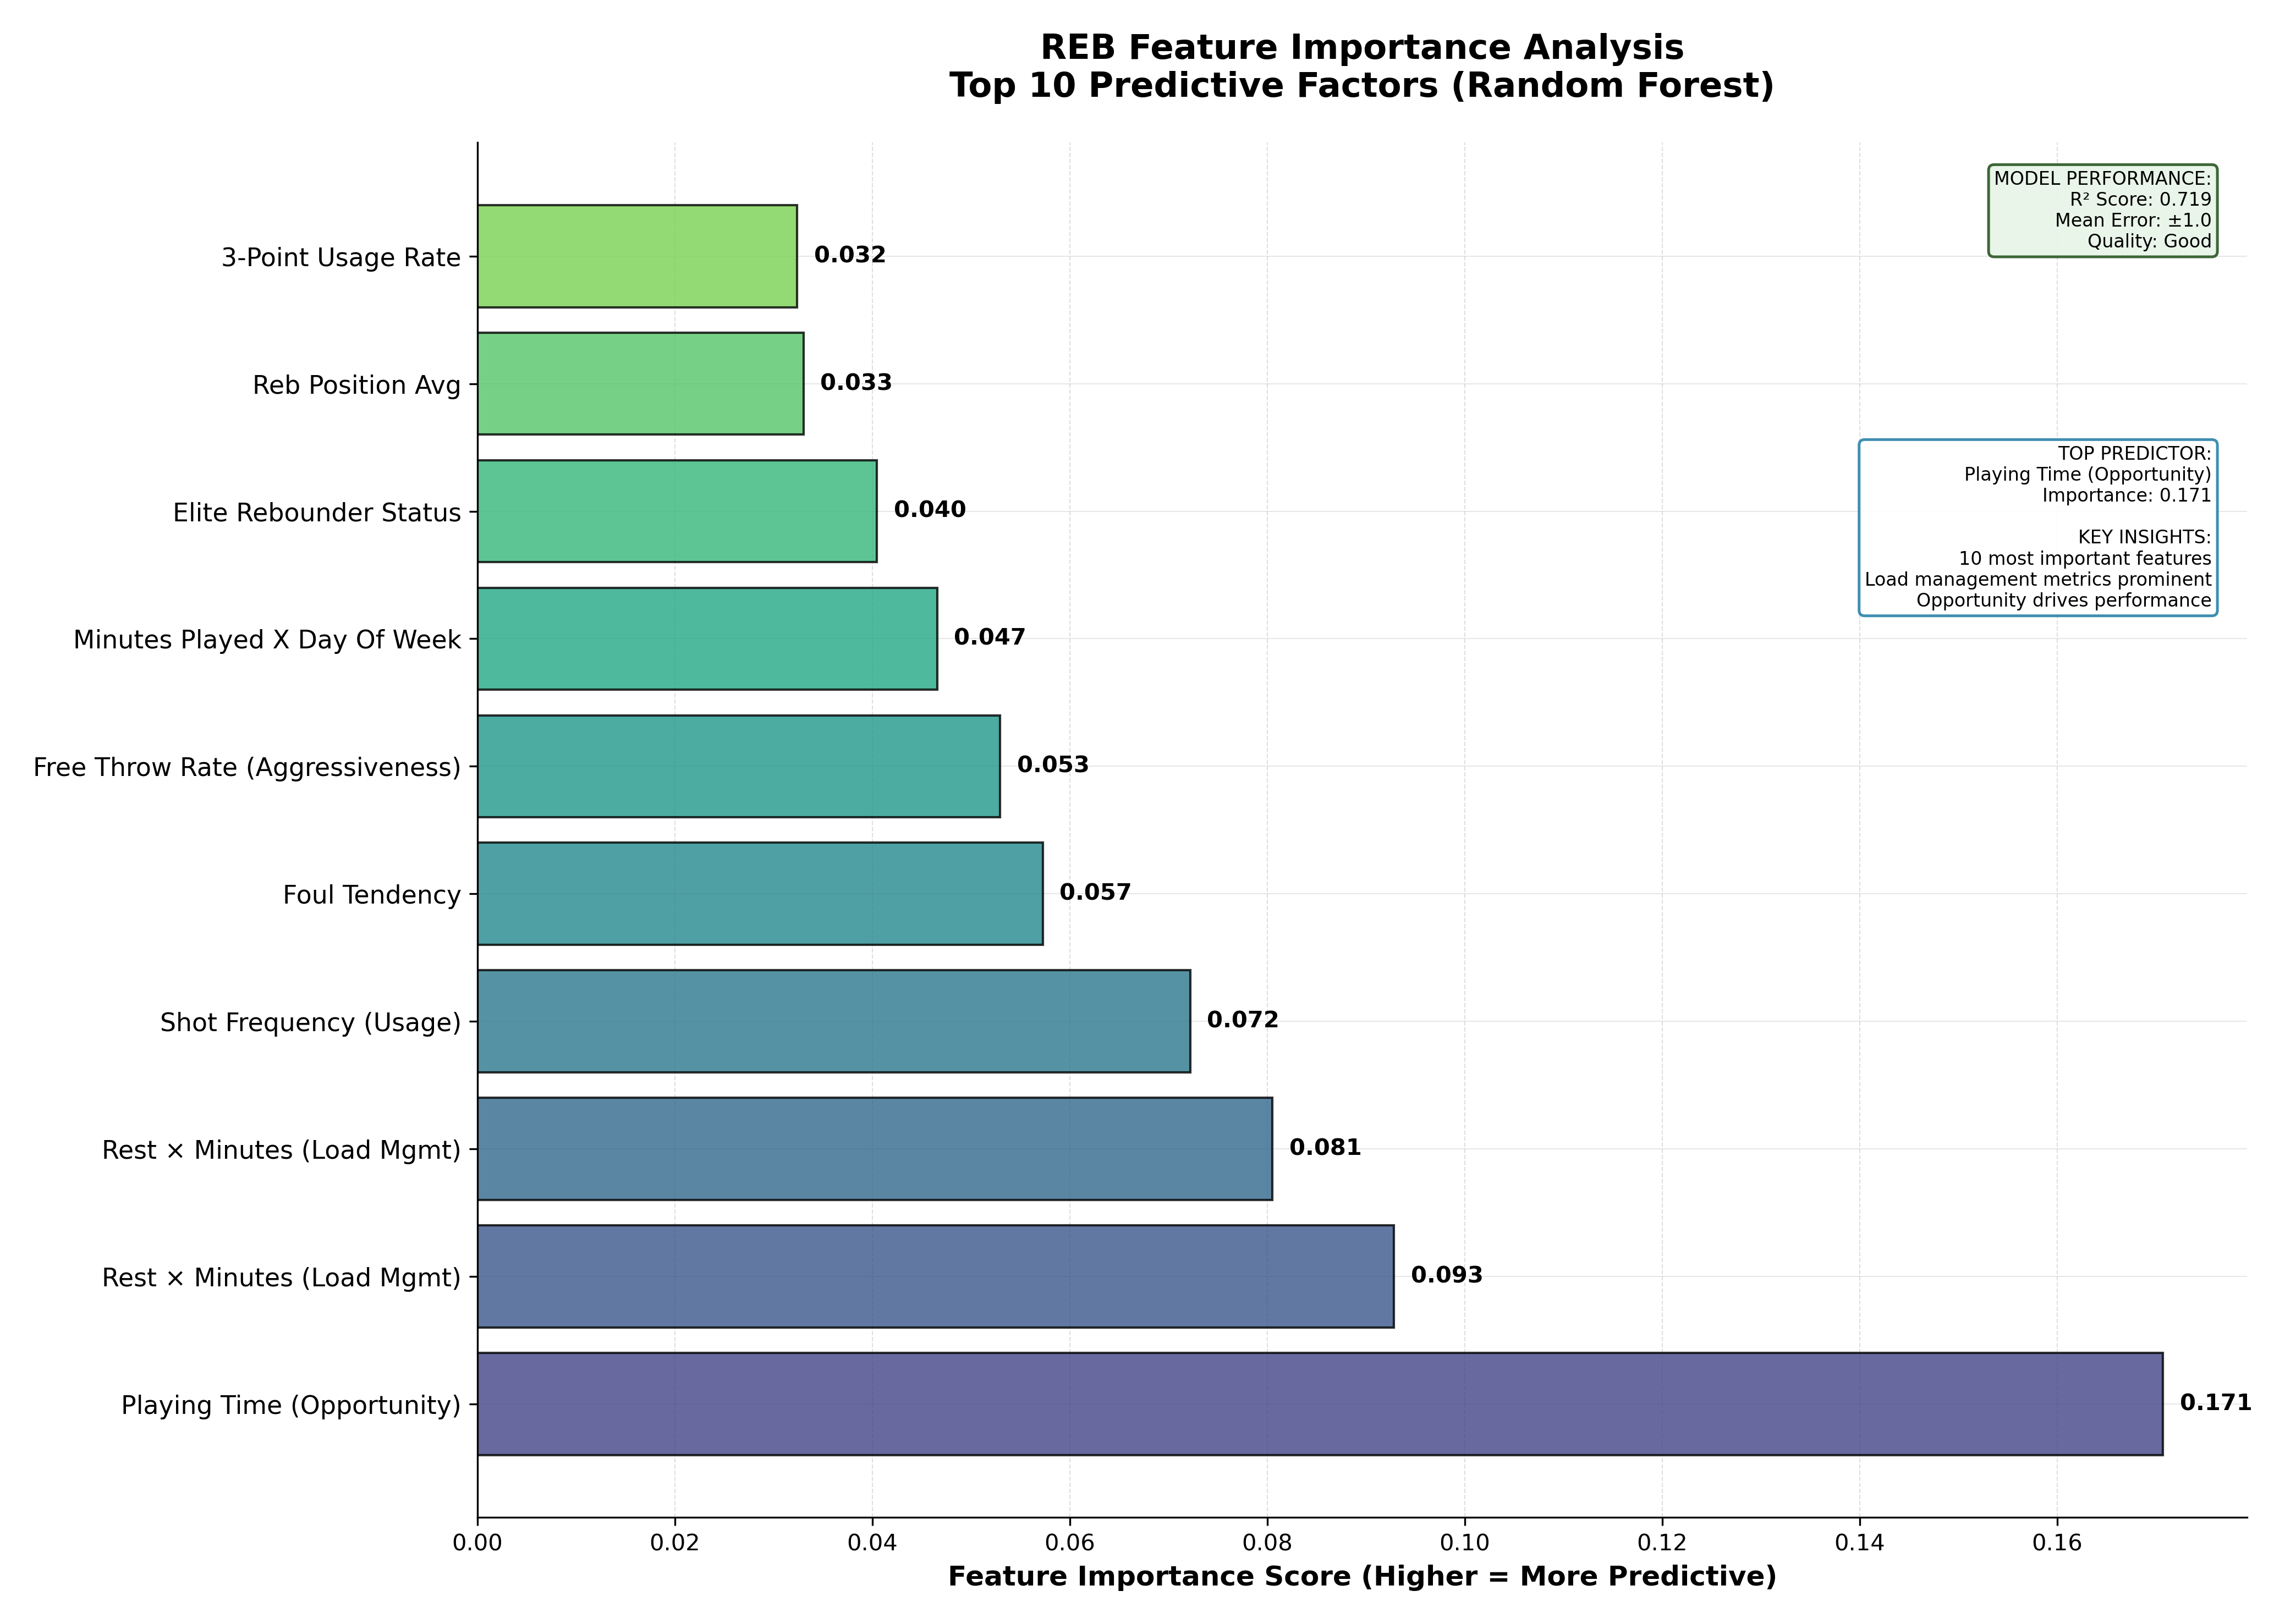 REB Feature Importance Analysis
Top 10 Predictive Factors (Random Forest)
MODEL PERFORMANCE:
R² Score: 0.719
Mean Error: ±1.0
Quality: Good
3-Point Usage Rate
0.032
Reb Position Avg
0.033
TOP PREDICTOR:
Playing Time (Opportunity)
Importance: 0.171
KEY INSIGHTS:
10 most important features
Load management metrics prominent
Opportunity drives performance
Elite Rebounder Status
0.040
Minutes Played X Day Of Week
0.047
Free Throw Rate (Aggressiveness)
0.053
Foul Tendency
0.057
Shot Frequency (Usage)
0.072
Rest × Minutes (Load Mgmt)
0.081
Rest × Minutes (Load Mgmt)
0.093
Playing Time (Opportunity)
0.171
0.00 0.02 0.04 0.06 0.08 0.10 0.12 0.14 0.16
Feature Importance Score (Higher = More Predictive)